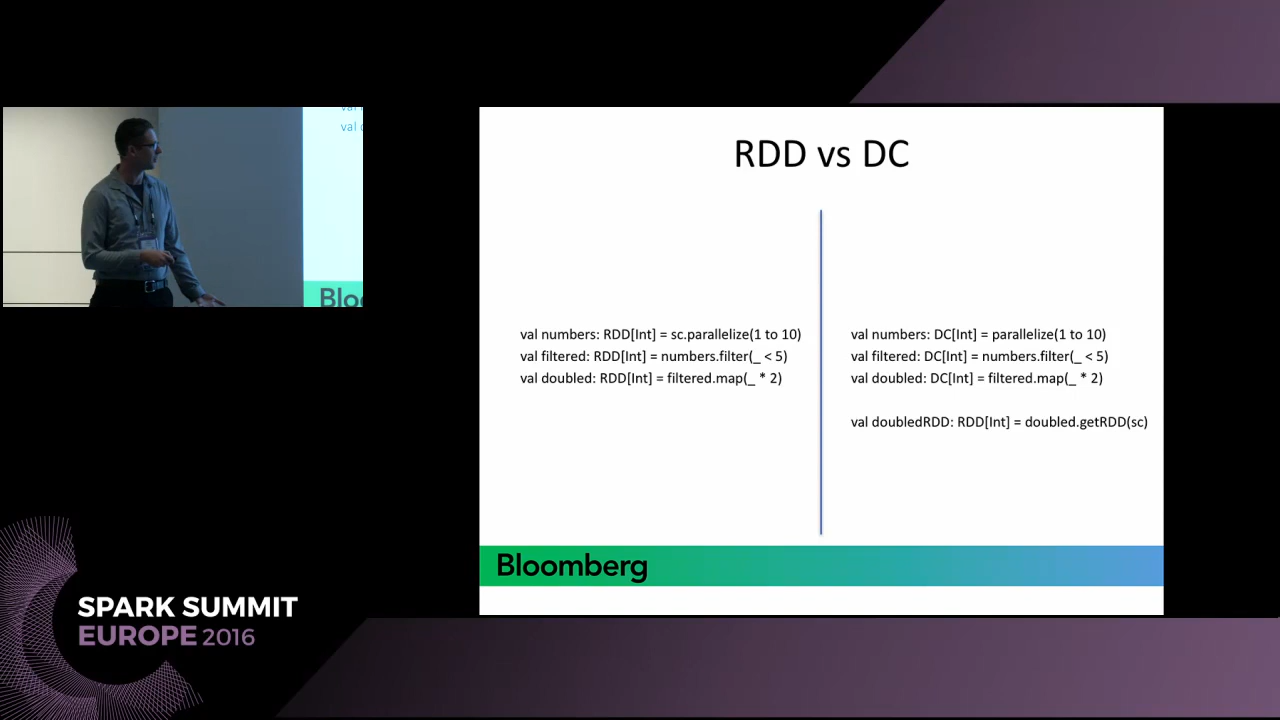 RDD vs DC
val numbers: RDD[Int] = sc.parallelize(1 to 10)
val filtered: RDD[Int] = numbers.filter(_ < 5)
val doubled: RDD[Int] = filtered.map(_ * 2)
val numbers: DC[Int] = parallelize(1 to 10)
val filtered: DC[Int] = numbers.filter(_ < 5)
val doubled: DC[Int] = filtered.map(_ * 2)
val doubledRDD: RDD[Int] = doubled.getRDD(sc)
Bloomberg
val
Bloo
SPARK SUMMIT
EUROPE 2016